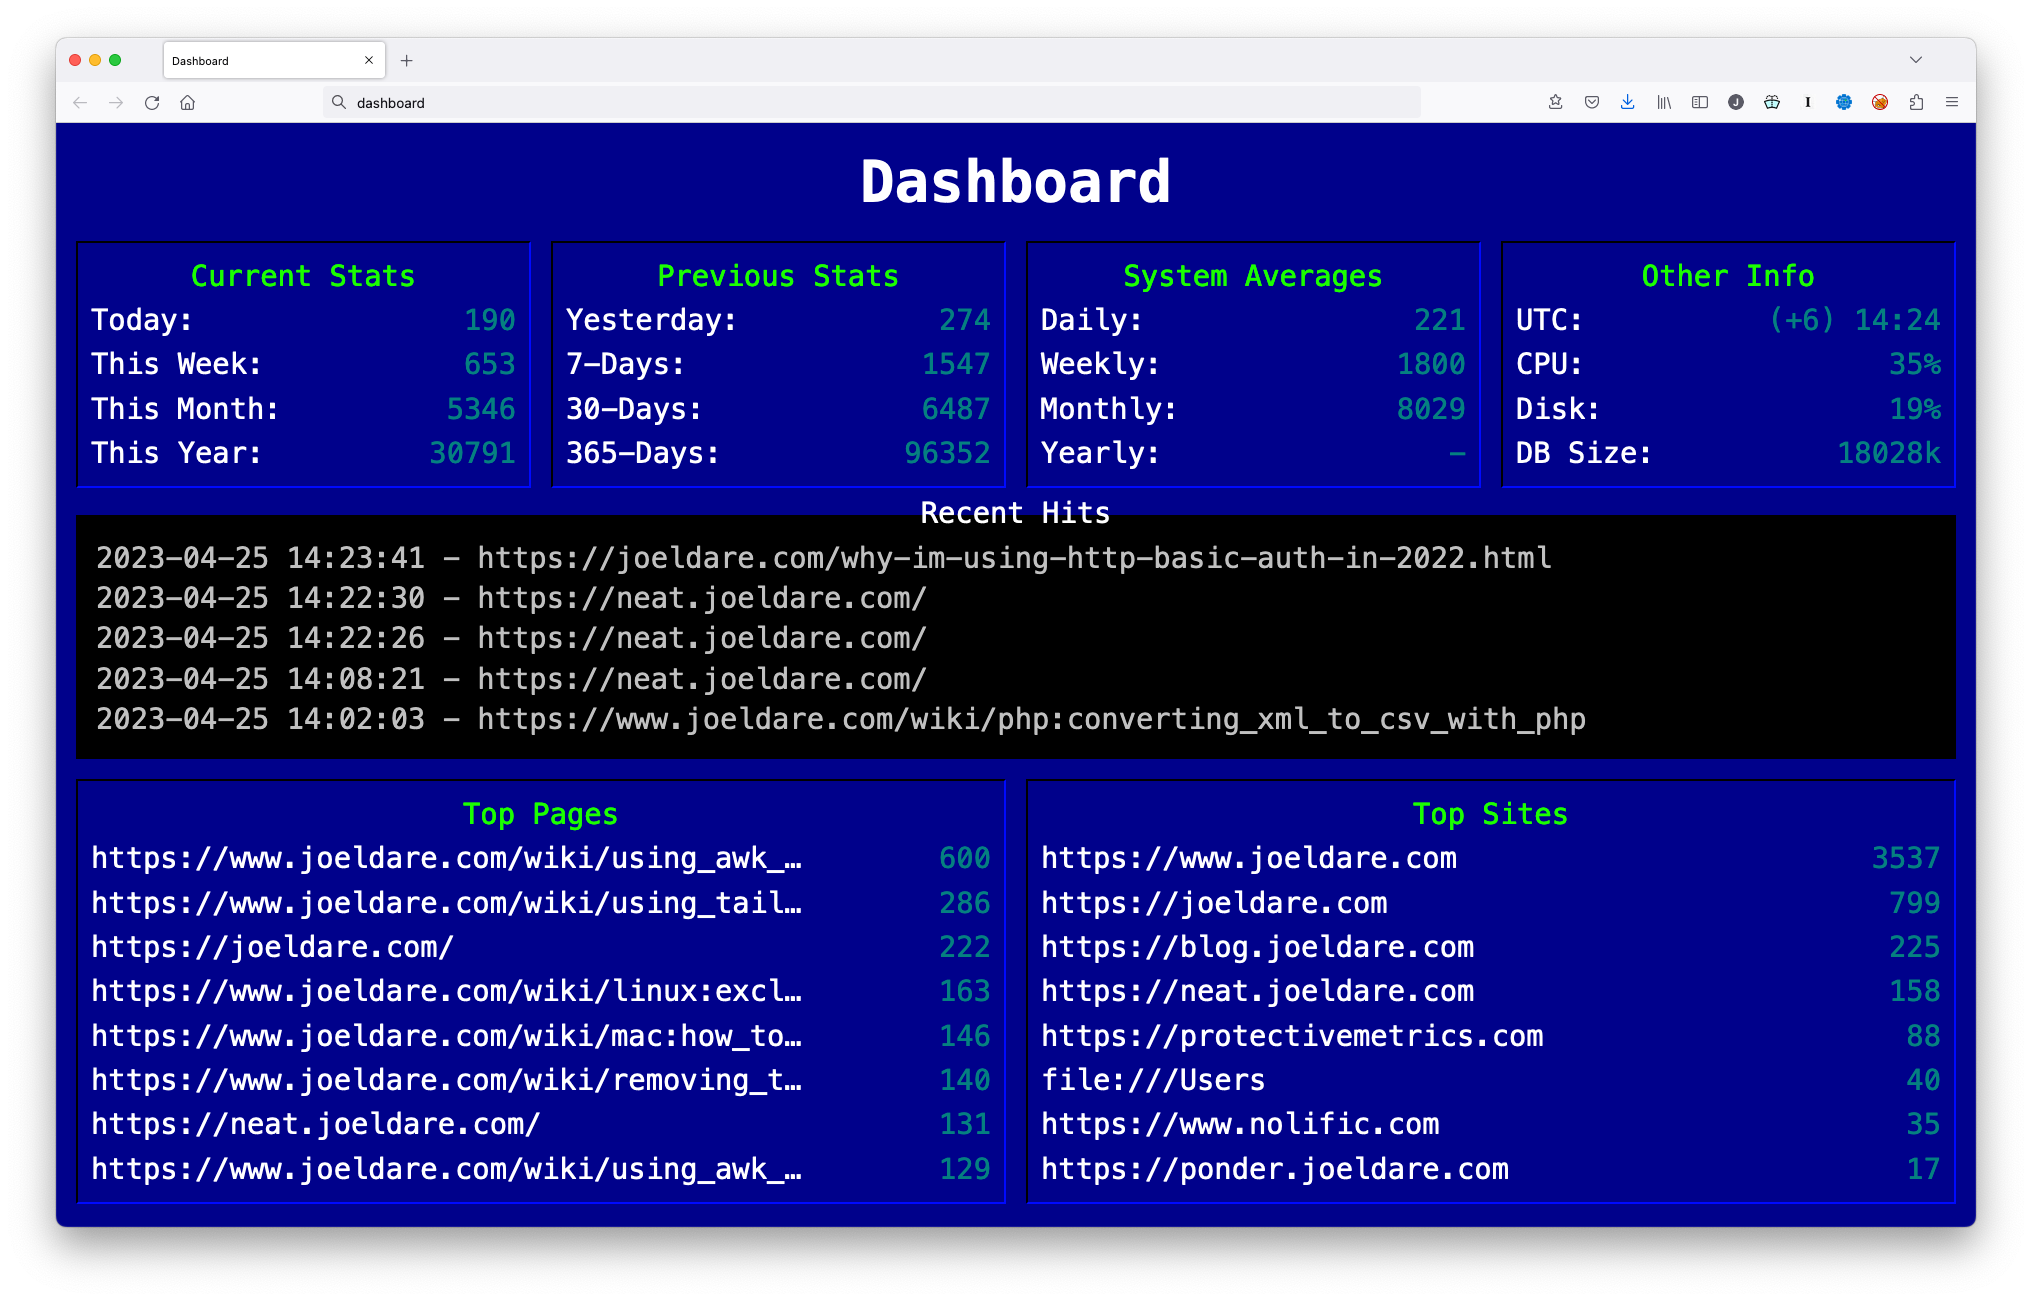 Dashboard
dashboard
Dashboard
Current Stats
Today: 190
This Week: 653
This Month: 5346
This Year: 30791
Previous Stats
Yesterday: 274
7-Days: 1547
30-Days: 6487
365-Days: 96352
System Averages
Daily: 221
Weekly: 1800
Monthly: 8029
Yearly: -
Other Info
UTC: (+6) 14:24
CPU: 35%
Disk: 19%
DB Size: 18028k
Recent Hits
2023-04-25 14:23:41 - https://joeldare.com/why-im-using-http-basic-auth-in-2022.html
2023-04-25 14:22:30 - https://neat.joeldare.com/
2023-04-25 14:22:26 - https://neat.joeldare.com/
2023-04-25 14:08:21 - https://neat.joeldare.com/
2023-04-25 14:02:03 - https://www.joeldare.com/wiki/php:converting_xml_to_csv_with_php
Top Pages
https://www.joeldare.com/wiki/using_awk_… 600
https://www.joeldare.com/wiki/using_tail… 286
https://joeldare.com/ 222
https://www.joeldare.com/wiki/linux:excl… 163
https://www.joeldare.com/wiki/mac:how_to… 146
https://www.joeldare.com/wiki/removing_t… 140
https://neat.joeldare.com/ 131
https://www.joeldare.com/wiki/using_awk_… 129
Top Sites
https://www.joeldare.com 3537
https://joeldare.com 799
https://blog.joeldare.com 225
https://neat.joeldare.com 158
https://protectivemetrics.com 88
file:///Users 40
https://www.nolific.com 35
https://ponder.joeldare.com 17